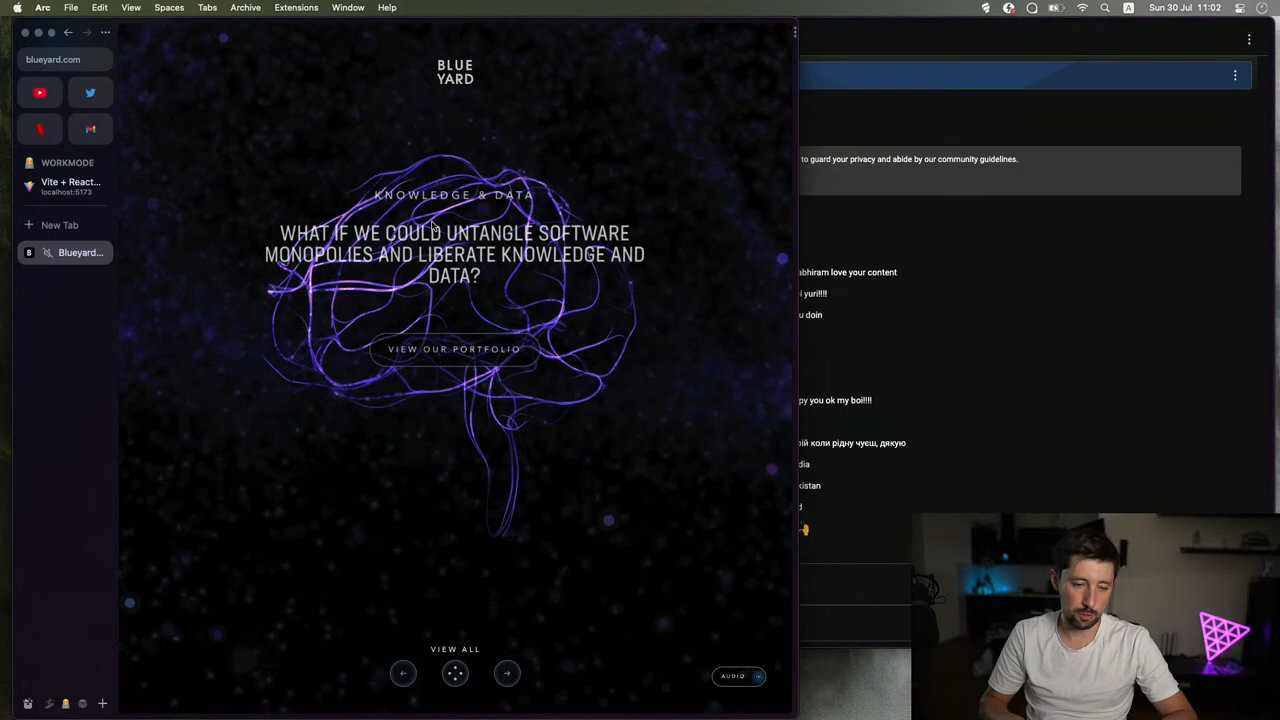 Arc File Edit View Spaces Tabs Archive Extensions Window Help
A Sun 30 Jul 11:02
blueyard.com
WORKMODE
Vite + React...
localhost:5173
New Tab
B Blueyard...
BLUE
YARD
KNOWLEDGE & DATA
WHAT IF WE COULD UNTANGLE SOFTWARE
MONOPOLIES AND LIBERATE KNOWLEDGE AND
DATA?
VIEW OUR PORTFOLIO
VIEW ALL
AUDIO
to guard your privacy and abide by our community guidelines.
abhiram love your content
yuri!!!!
u doin
py you ok my boi!!!!
ій коли рідну чуєш, дякую
dia
kistan
d